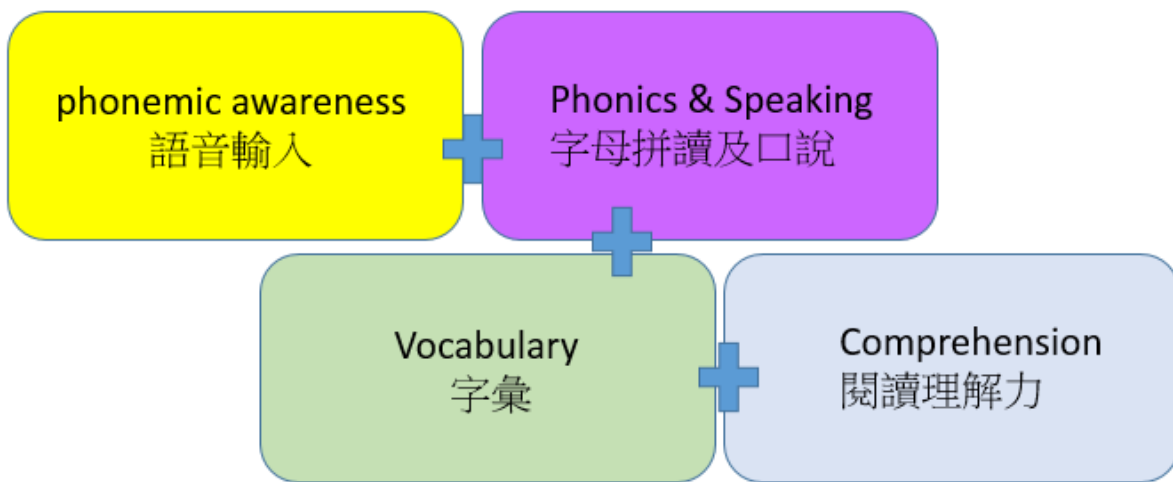 phonemic awareness
語音輸入
Phonics & Speaking
字母拼讀及口說
Vocabulary
字彙
Comprehension
閱讀理解力